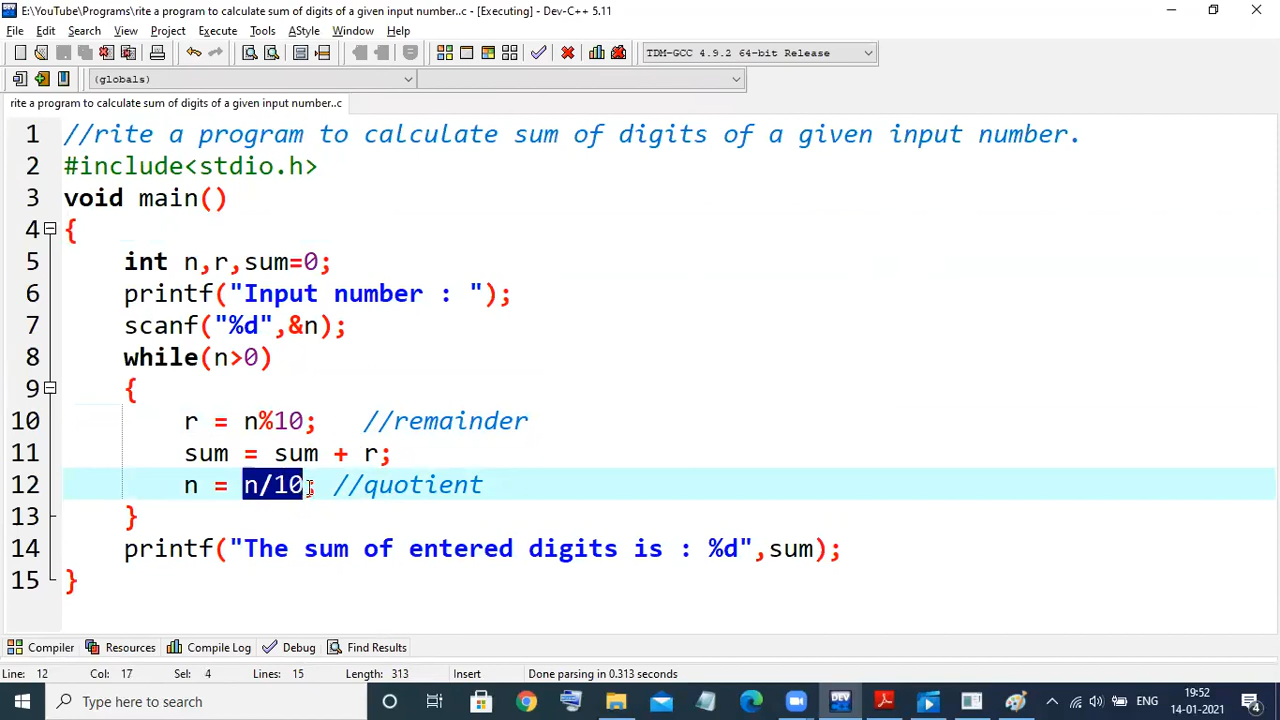 E:\YouTube\Programs\rite a program to calculate sum of digits of a given input number..c - [Executing] - Dev-C++ 5.11
File Edit Search View Project Execute Tools AStyle Window Help
TDM-GCC 4.9.2 64-bit Release
(globals)
rite a program to calculate sum of digits of a given input number..c
1 //rite a program to calculate sum of digits of a given input number.
2 #include<stdio.h>
3 void main()
4 {
5 int n,r,sum=0;
6 printf("Input number : ");
7 scanf("%d",&n);
8 while(n>0)
9 {
10 r = n%10; //remainder
11 sum = sum + r;
12 n = n/10; //quotient
13 }
14 printf("The sum of entered digits is : %d",sum);
15 }
Compiler Resources Compile Log Debug Find Results
Line: 12 Col: 17 Sel: 4 Lines: 15 Length: 313 Insert Done parsing in 0.313 seconds
Type here to search
ENG
19:52
14-01-2021
4